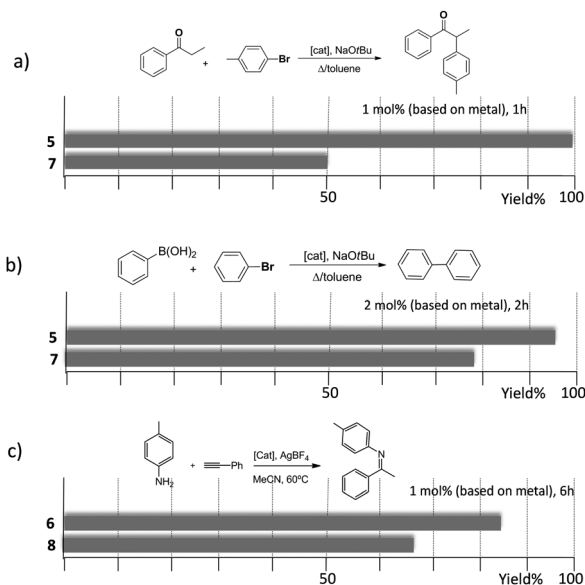 a)
O
+
Br
[cat], NaOtBu
Δ/toluene
O
1 mol% (based on metal), 1h
5
7
50
Yield%
100
b)
B(OH)2
+
Br
[cat], NaOtBu
Δ/toluene
2 mol% (based on metal), 2h
5
7
50
Yield%
100
c)
NH2
+
Ph
[Cat], AgBF4
MeCN, 60ºC
N
1 mol% (based on metal), 6h
6
8
50
Yield%
100